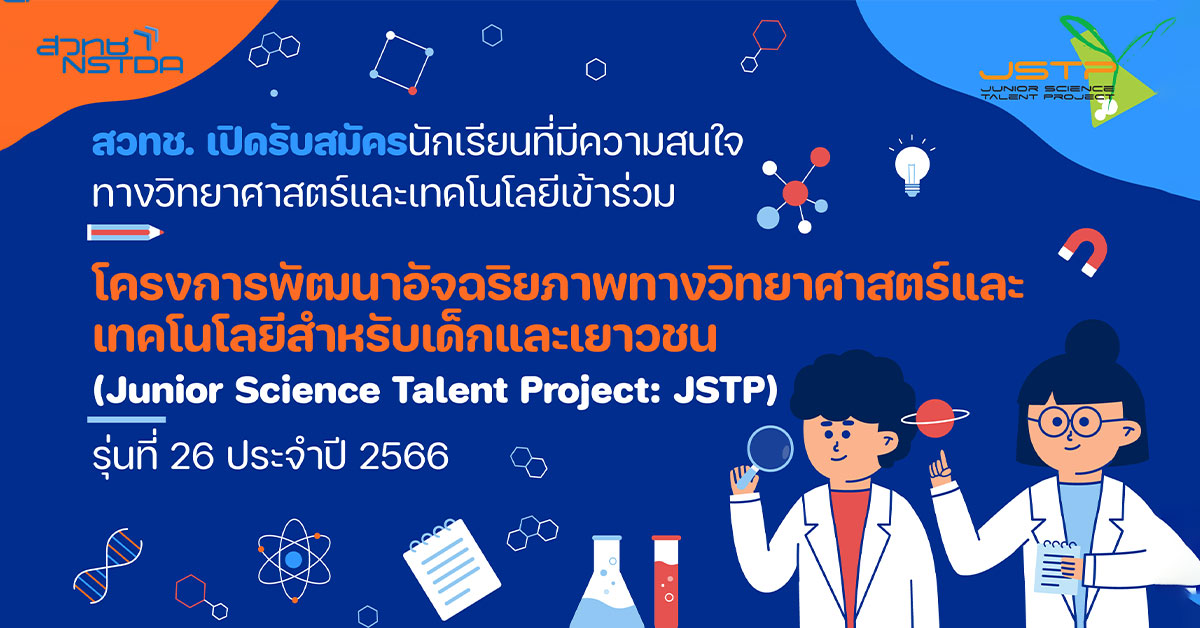 สวทช
NSTDA
JSTP
JUNIOR SCIENCE
TALENT PROJECT
สวทช. เปิดรับสมัครนักเรียนที่มีความสนใจ
ทางวิทยาศาสตร์และเทคโนโลยีเข้าร่วม
โครงการพัฒนาอัจฉริยภาพทางวิทยาศาสตร์และ
เทคโนโลยีสำหรับเด็กและเยาวชน
(Junior Science Talent Project: JSTP)
รุ่นที่ 26 ประจำปี 2566